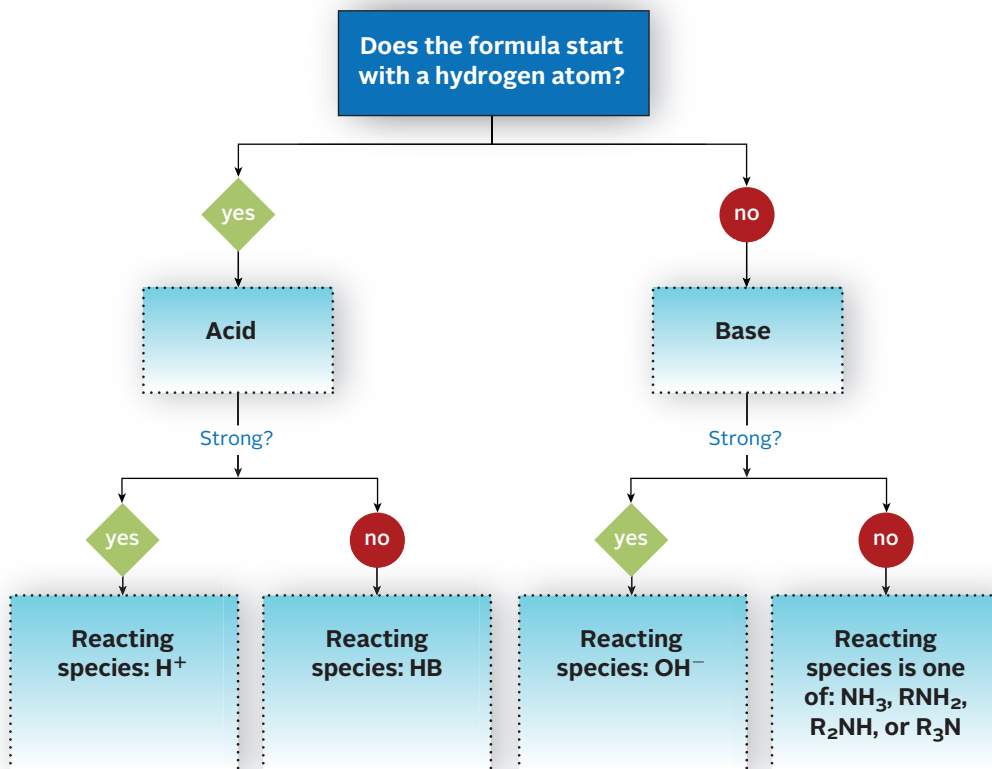 Does the formula start
with a hydrogen atom?
yes
no
Acid
Base
Strong?
Strong?
yes
no
yes
no
Reacting
species: H⁺
Reacting
species: HB
Reacting
species: OH⁻
Reacting
species is one
of: NH₃, RNH₂,
R₂NH, or R₃N